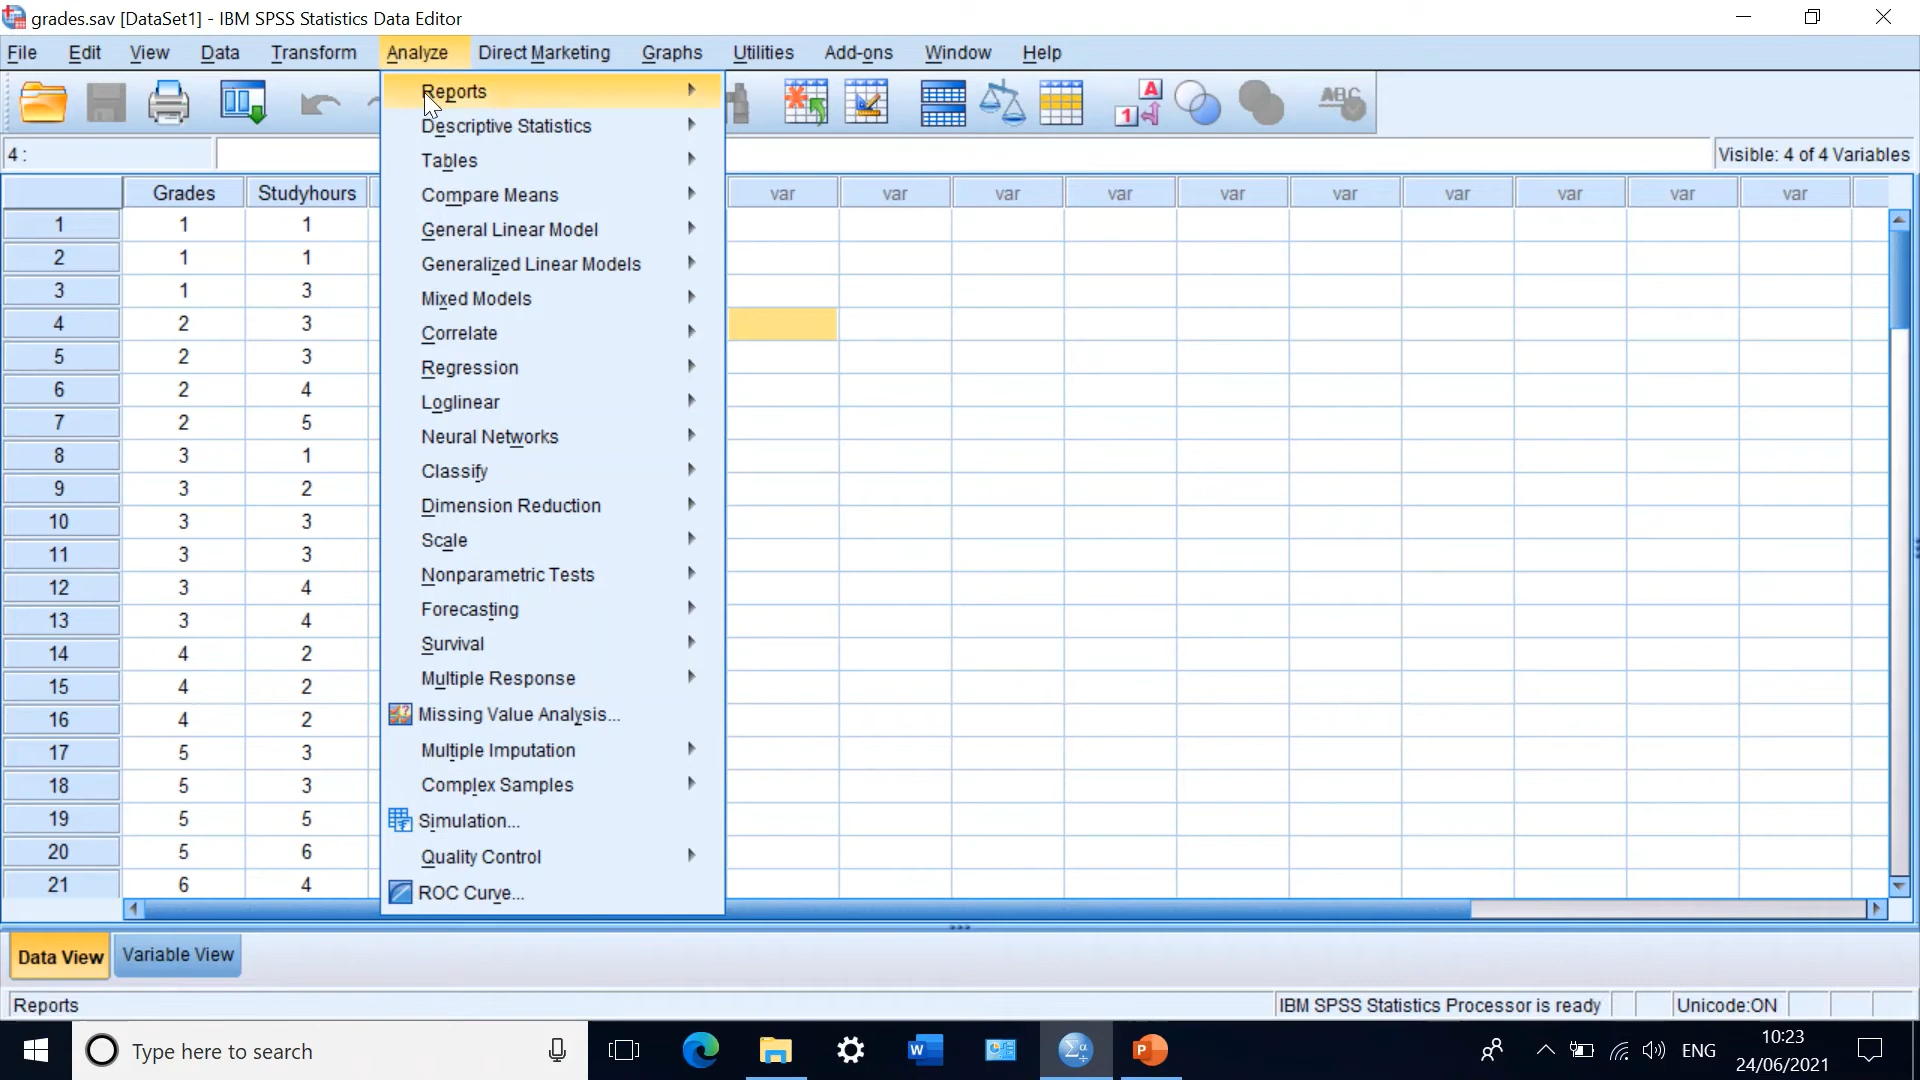 grades.sav [DataSet1] - IBM SPSS Statistics Data Editor
File Edit View Data Transform Analyze Direct Marketing Graphs Utilities Add-ons Window Help
A
1
ABC
4 :
Visible: 4 of 4 Variables
Grades Studyhours var var var var var var var var var var
1 1 1
2 1 1
3 1 3
4 2 3
5 2 3
6 2 4
7 2 5
8 3 1
9 3 2
10 3 3
11 3 3
12 3 4
13 3 4
14 4 2
15 4 2
16 4 2
17 5 3
18 5 3
19 5 5
20 5 6
21 6 4
Reports
Descriptive Statistics
Tables
Compare Means
General Linear Model
Generalized Linear Models
Mixed Models
Correlate
Regression
Loglinear
Neural Networks
Classify
Dimension Reduction
Scale
Nonparametric Tests
Forecasting
Survival
Multiple Response
Missing Value Analysis...
Multiple Imputation
Complex Samples
Simulation...
Quality Control
ROC Curve...
Data View Variable View
Reports
IBM SPSS Statistics Processor is ready
Unicode:ON
Type here to search
ENG
10:23
24/06/2021